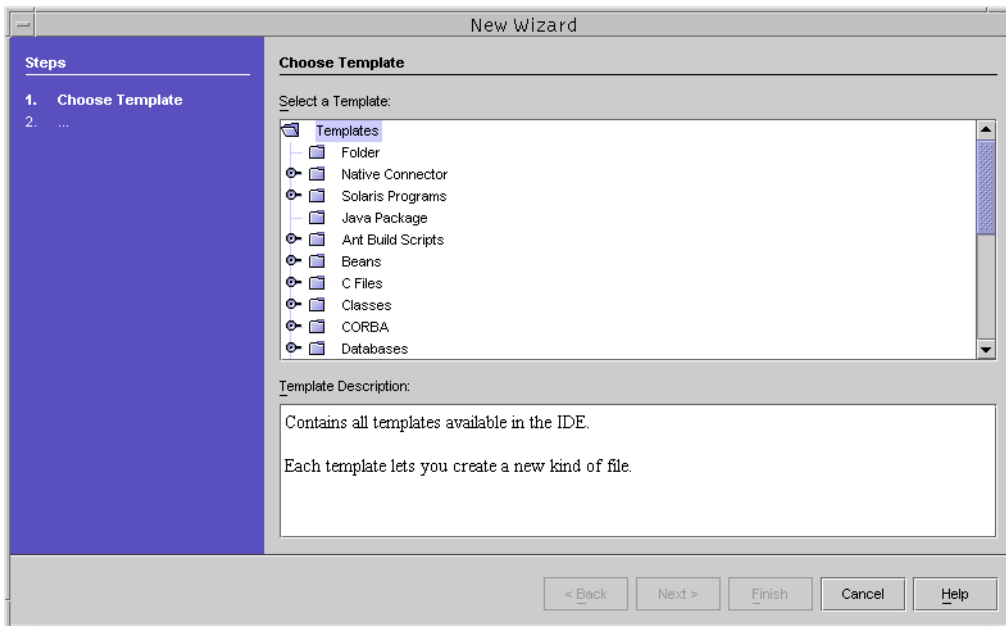 New Wizard
Steps
1. Choose Template
2. ...
Choose Template
Select a Template:
Templates
Folder
Native Connector
Solaris Programs
Java Package
Ant Build Scripts
Beans
C Files
Classes
CORBA
Databases
Template Description:
Contains all templates available in the IDE.
Each template lets you create a new kind of file.
< Back
Next >
Finish
Cancel
Help